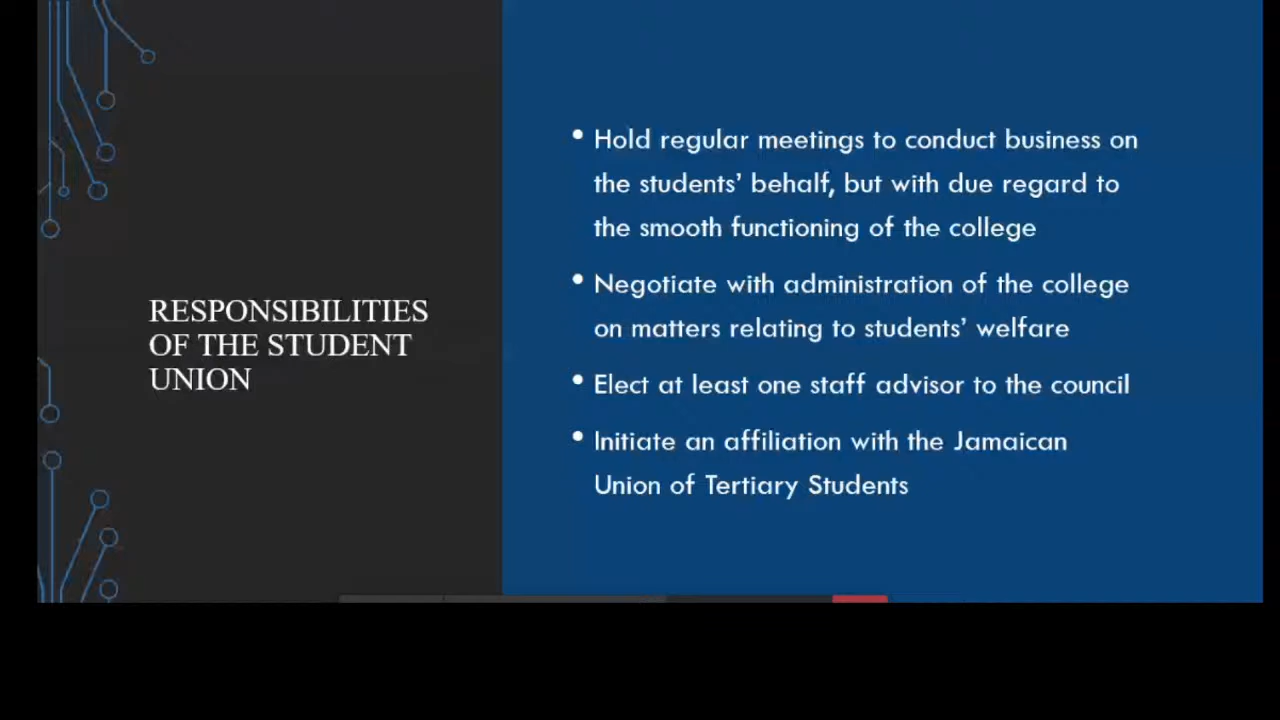 RESPONSIBILITIES
OF THE STUDENT
UNION
• Hold regular meetings to conduct business on
the students’ behalf, but with due regard to
the smooth functioning of the college
• Negotiate with administration of the college
on matters relating to students’ welfare
• Elect at least one staff advisor to the council
• Initiate an affiliation with the Jamaican
Union of Tertiary Students